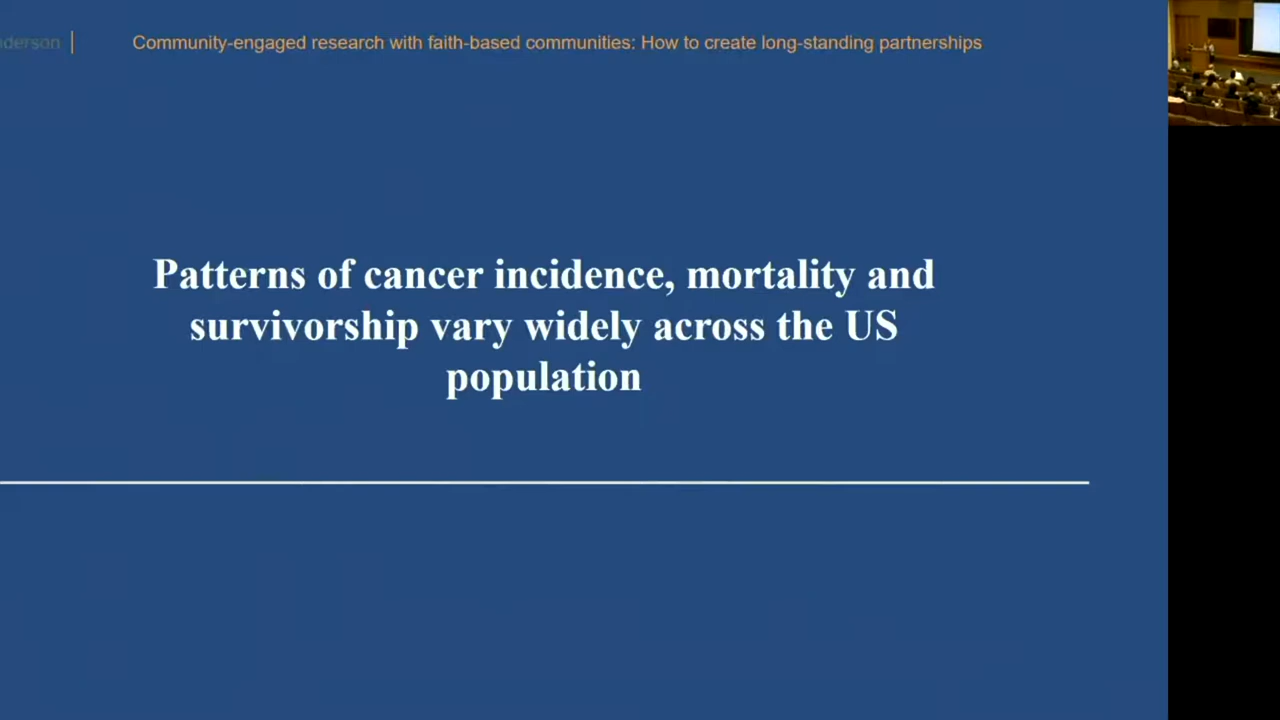 Community-engaged research with faith-based communities: How to create long-standing partnerships
Patterns of cancer incidence, mortality and
survivorship vary widely across the US
population